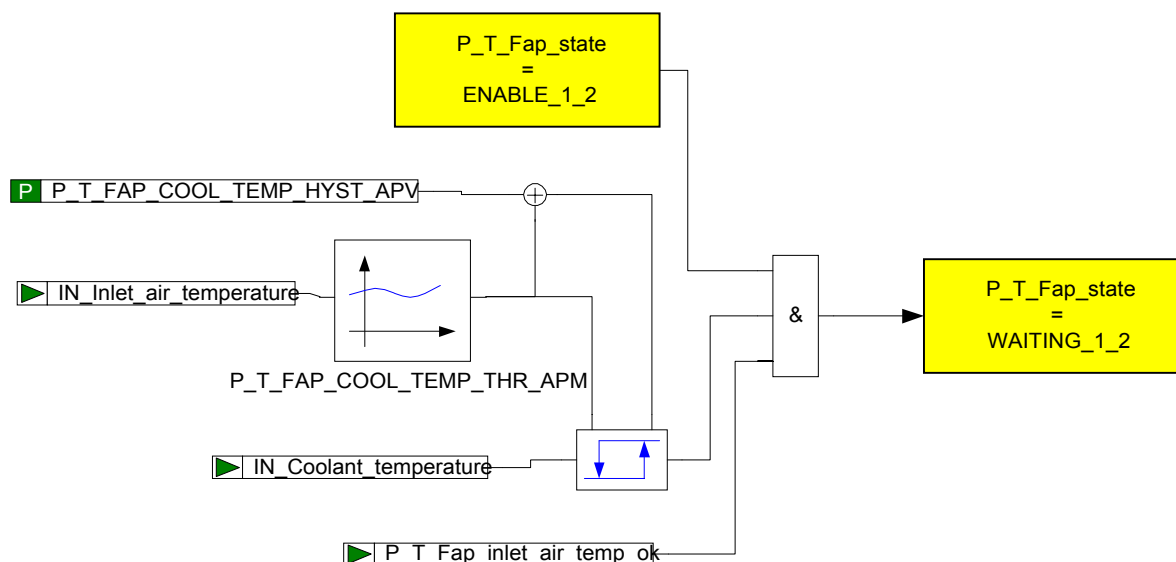 P_T_Fap_state
=
ENABLE_1_2
P P_T_FAP_COOL_TEMP_HYST_APV
IN_Inlet_air_temperature
P_T_Fap_state
=
WAITING_1_2
&
P_T_FAP_COOL_TEMP_THR_APM
IN_Coolant_temperature
P_T_Fap_inlet_air_temp_ok